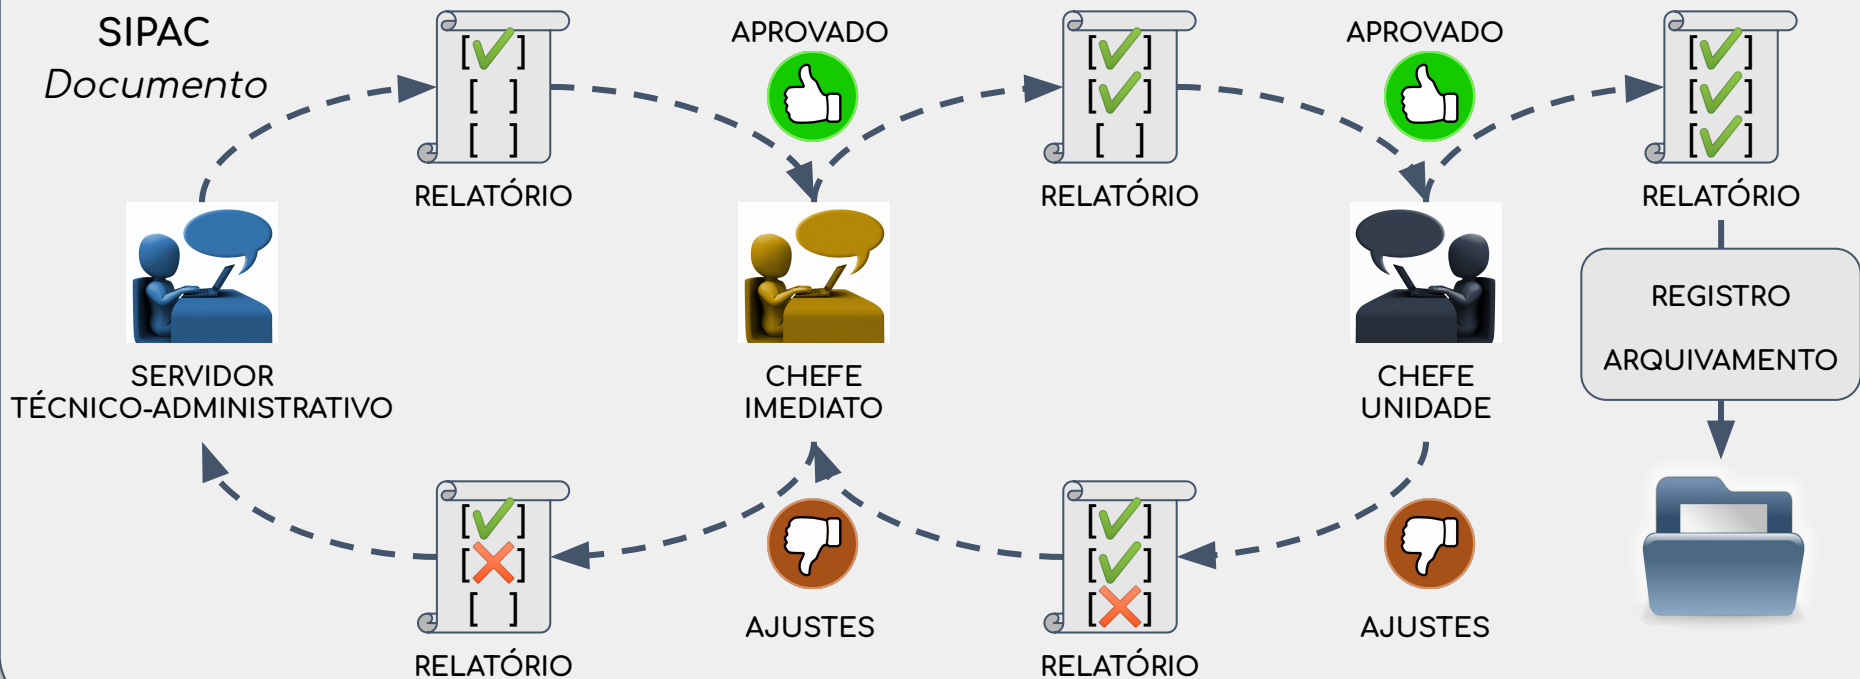 SIPAC
Documento
APROVADO
APROVADO
[✓]
[ ]
[ ]
[✓]
[✓]
[ ]
[✓]
[✓]
[✓]
RELATÓRIO
RELATÓRIO
RELATÓRIO
REGISTRO
ARQUIVAMENTO
SERVIDOR
TÉCNICO-ADMINISTRATIVO
CHEFE
IMEDIATO
CHEFE
UNIDADE
[✓]
[✗]
[ ]
[✓]
[✓]
[✗]
AJUSTES
AJUSTES
RELATÓRIO
RELATÓRIO